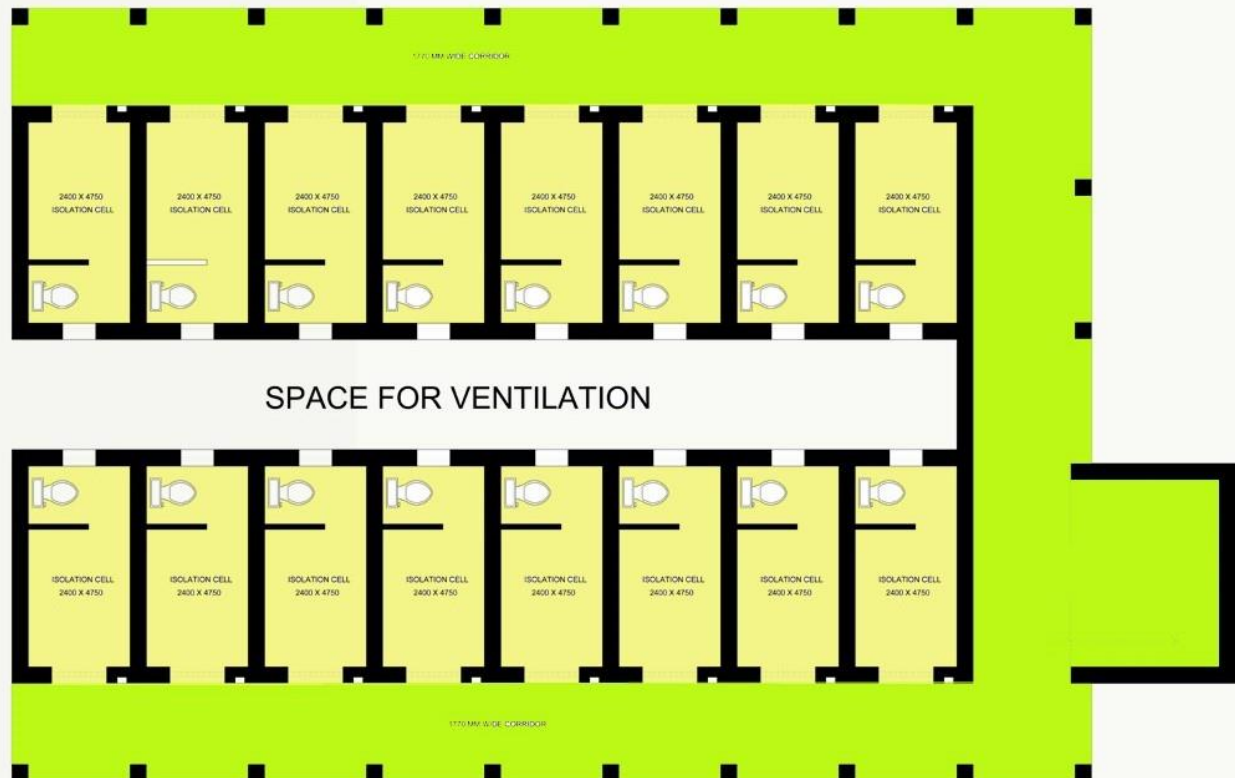 1770 MM WIDE CORRIDOR
2400 X 4750
ISOLATION CELL
2400 X 4750
ISOLATION CELL
2400 X 4750
ISOLATION CELL
2400 X 4750
ISOLATION CELL
2400 X 4750
ISOLATION CELL
2400 X 4750
ISOLATION CELL
2400 X 4750
ISOLATION CELL
2400 X 4750
ISOLATION CELL
SPACE FOR VENTILATION
ISOLATION CELL
2400 X 4750
ISOLATION CELL
2400 X 4750
ISOLATION CELL
2400 X 4750
ISOLATION CELL
2400 X 4750
ISOLATION CELL
2400 X 4750
ISOLATION CELL
2400 X 4750
ISOLATION CELL
2400 X 4750
ISOLATION CELL
2400 X 4750
1770 MM WIDE CORRIDOR